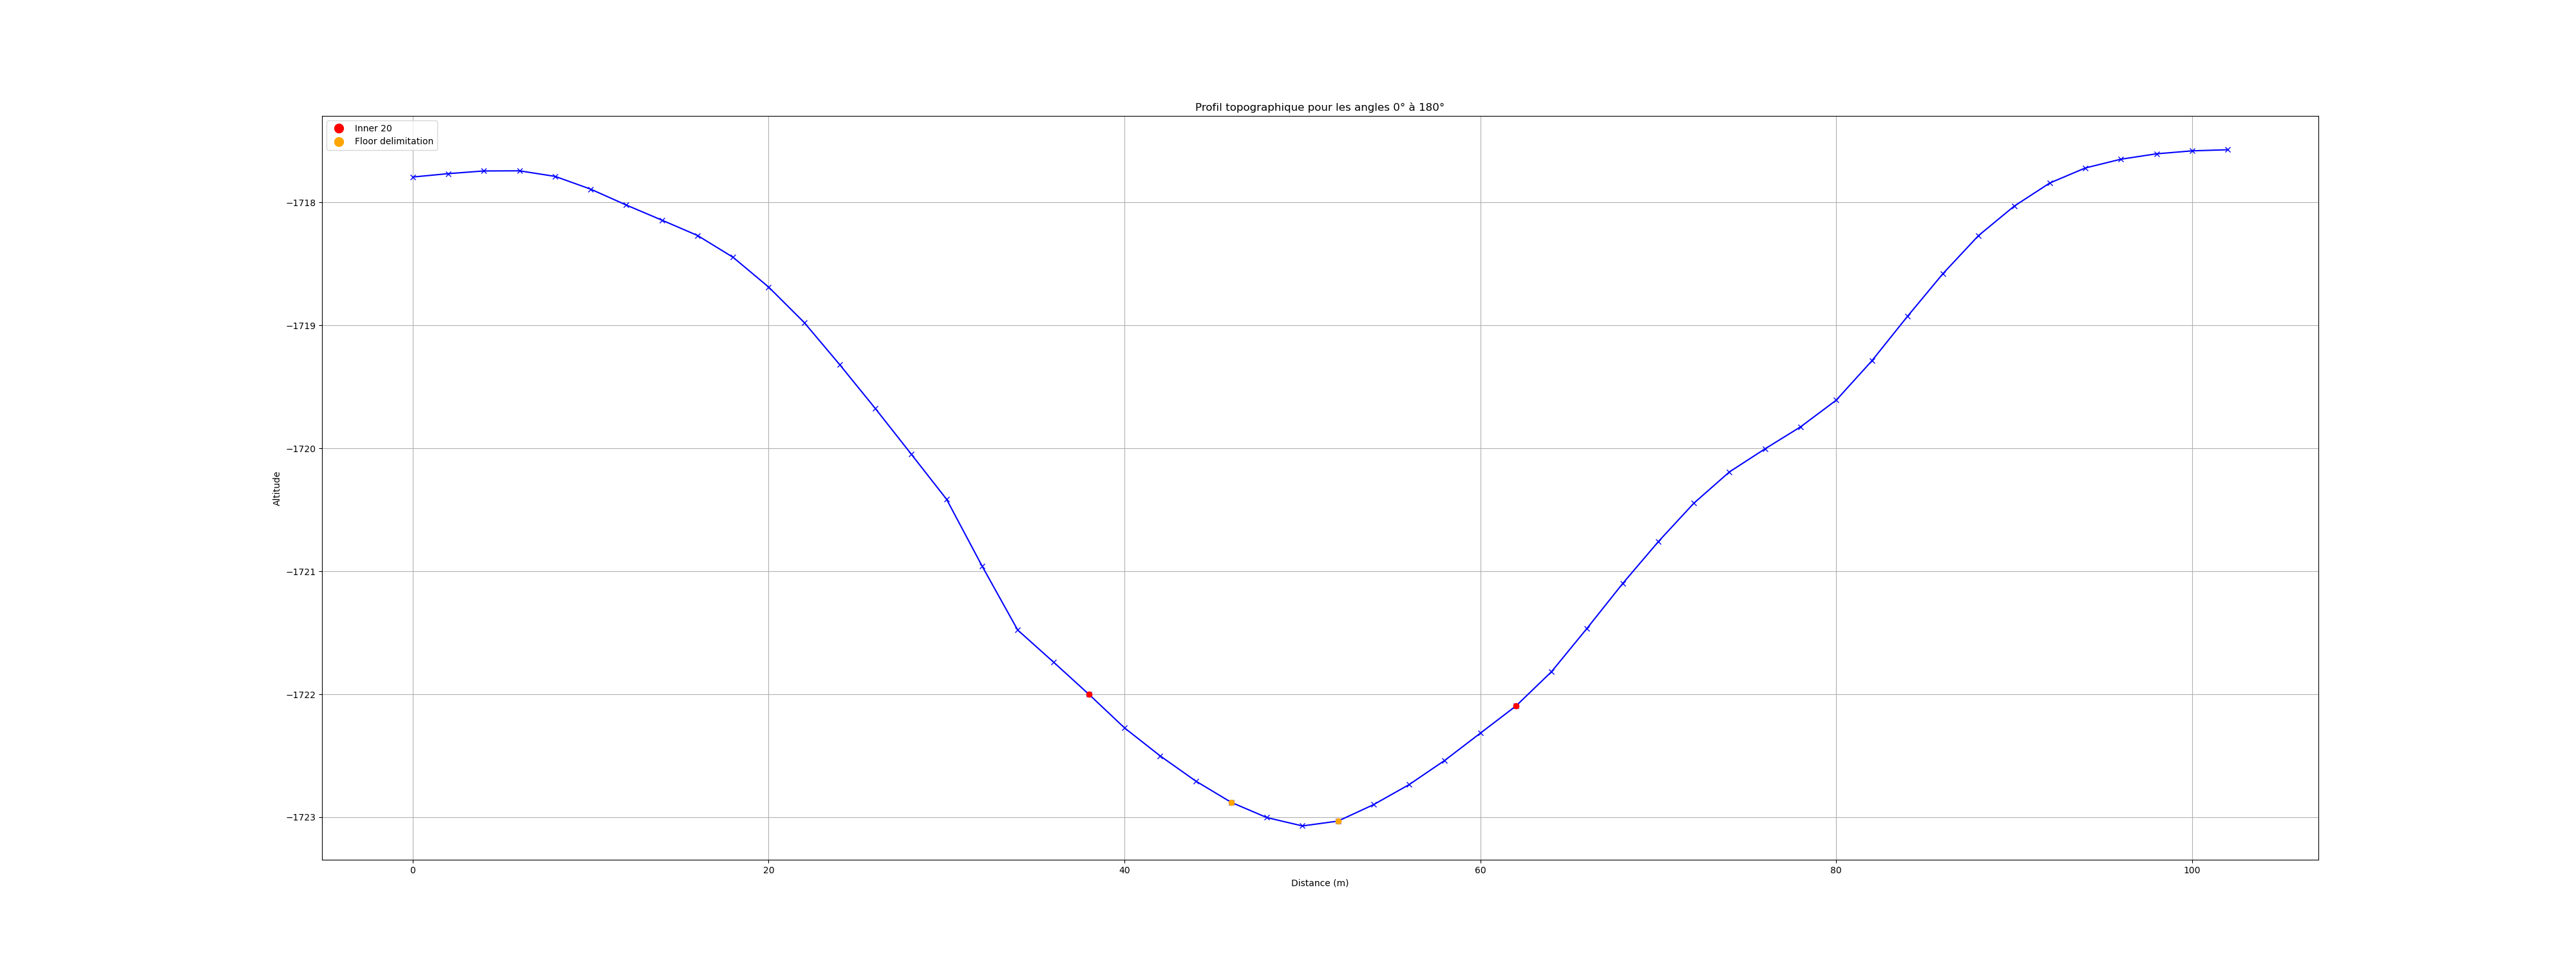 Profil topographique pour les angles 0° à 180°
Inner 20
Floor delimitation
−1718
−1719
−1720
−1721
−1722
−1723
Altitude
0 20 40 60 80 100
Distance (m)